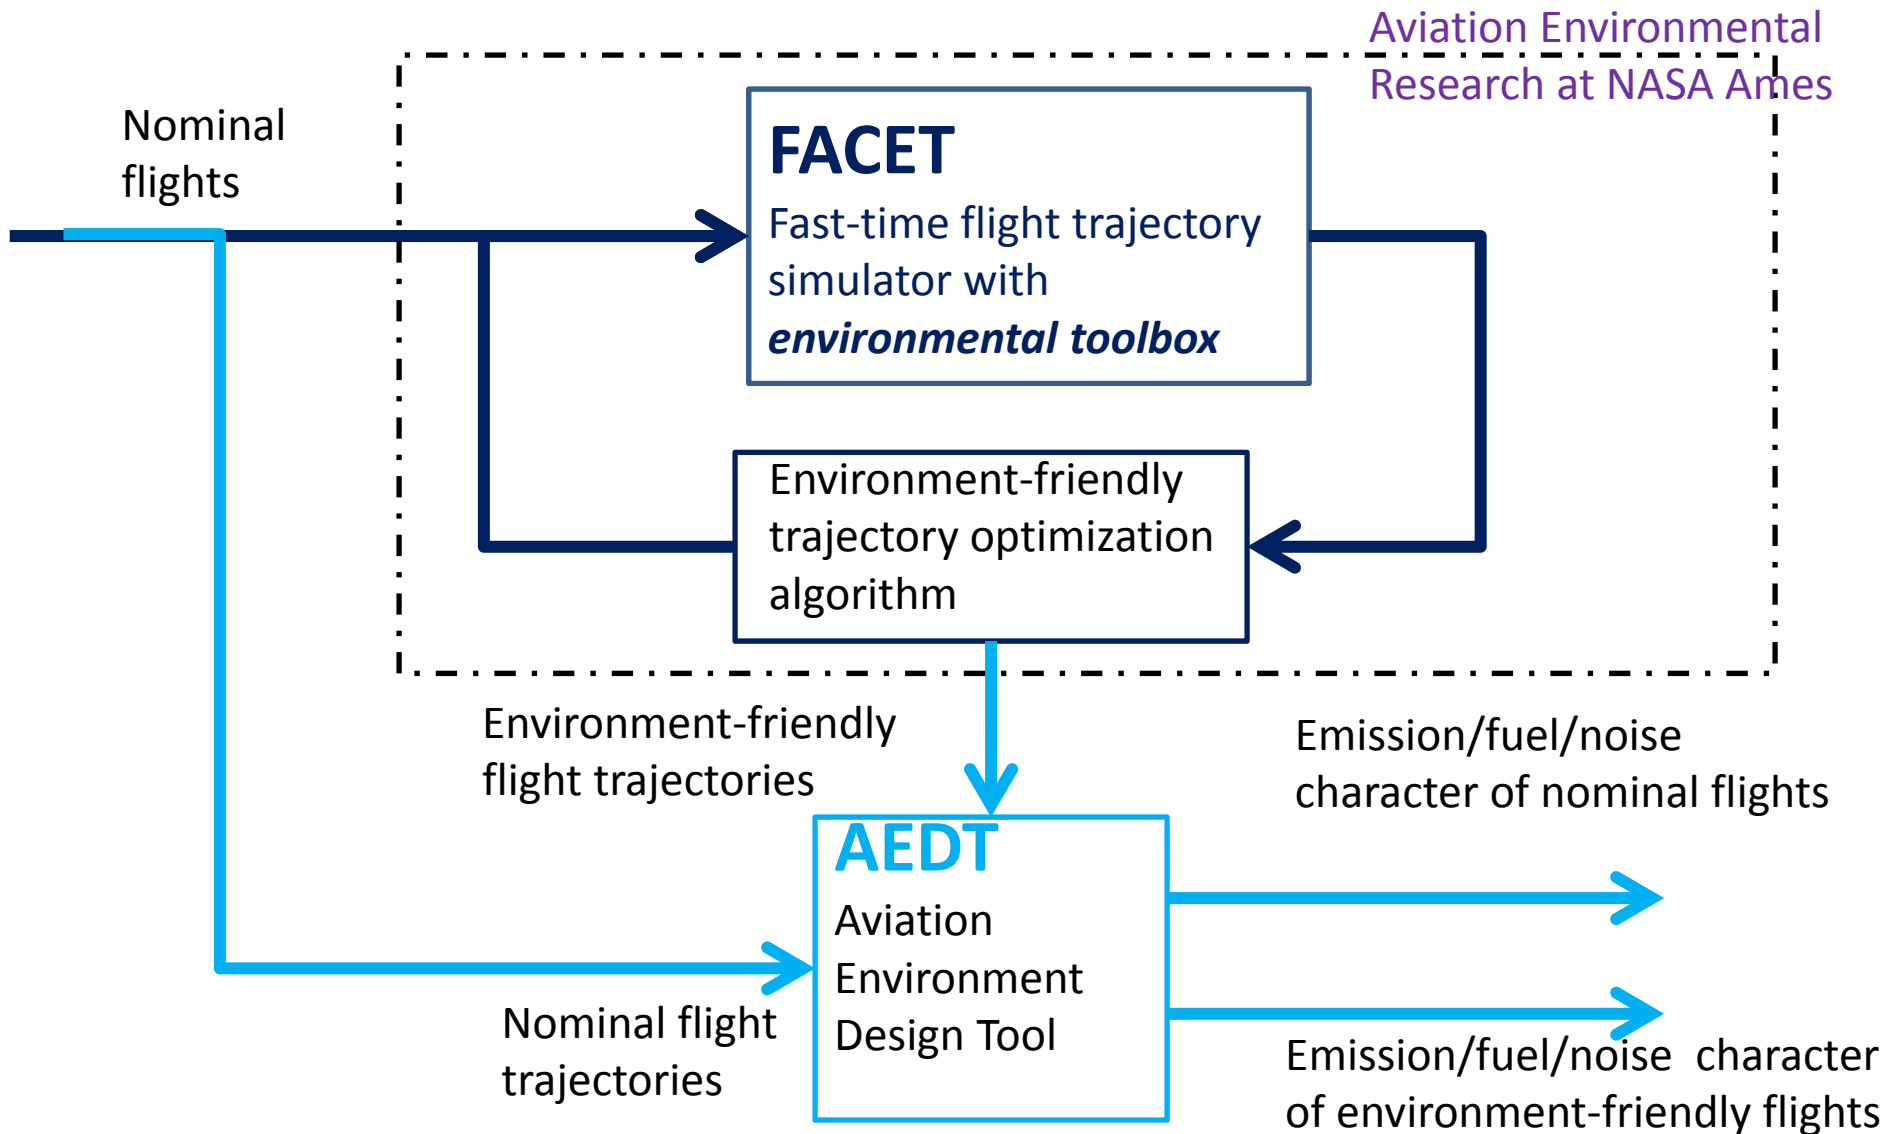 Aviation Environmental
Research at NASA Ames
Nominal
flights
FACET
Fast-time flight trajectory
simulator with
environmental toolbox
Environment-friendly
trajectory optimization
algorithm
Environment-friendly
flight trajectories
Emission/fuel/noise
character of nominal flights
AEDT
Aviation
Environment
Design Tool
Nominal flight
trajectories
Emission/fuel/noise character
of environment-friendly flights